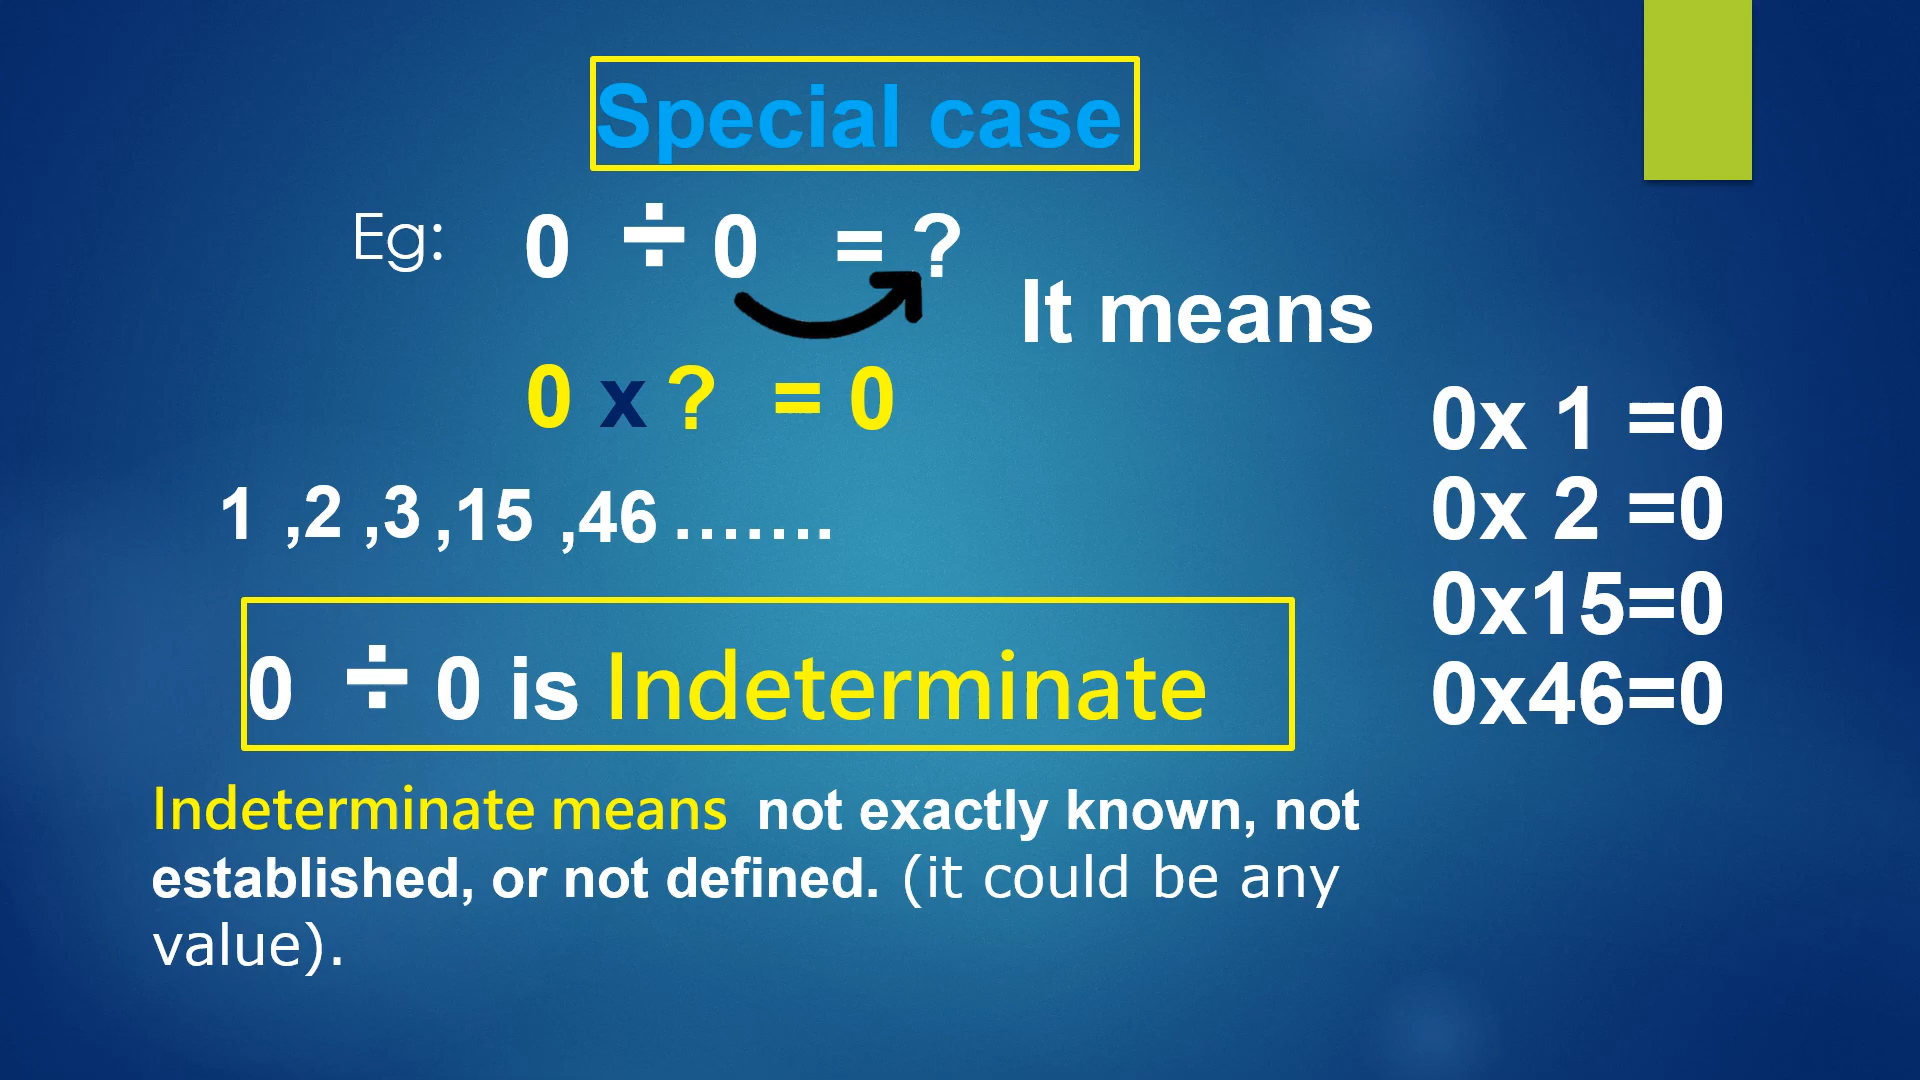 Special case
Eg: 0 ÷ 0 = ?
It means
0 x ? = 0
0x 1 =0
0x 2 =0
1 ,2 ,3 ,15 ,46 .......
0x15=0
0 ÷ 0 is Indeterminate
0x46=0
Indeterminate means not exactly known, not
established, or not defined. (it could be any
value).